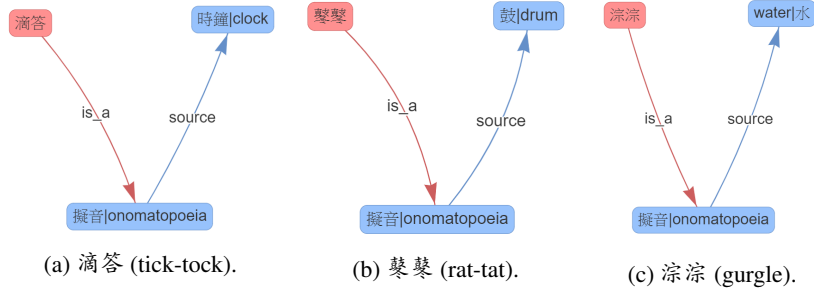 滴答
時鐘|clock
is_a
source
擬音|onomatopoeia
(a) 滴答 (tick-tock).
鼕鼕
鼓|drum
is_a
source
擬音|onomatopoeia
(b) 鼕鼕 (rat-tat).
淙淙
water|水
is_a
source
擬音|onomatopoeia
(c) 淙淙 (gurgle).